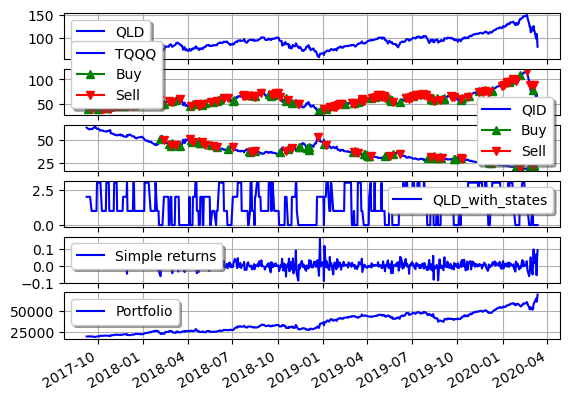 150
100
QLD
TQQQ
Buy
Sell
100
50
QID
Buy
Sell
50
25
2.5
0.0
QLD_with_states
0.1
0.0
−0.1
Simple returns
50000
25000
Portfolio
2017-10
2018-01
2018-04
2018-07
2018-10
2019-01
2019-04
2019-07
2019-10
2020-01
2020-04